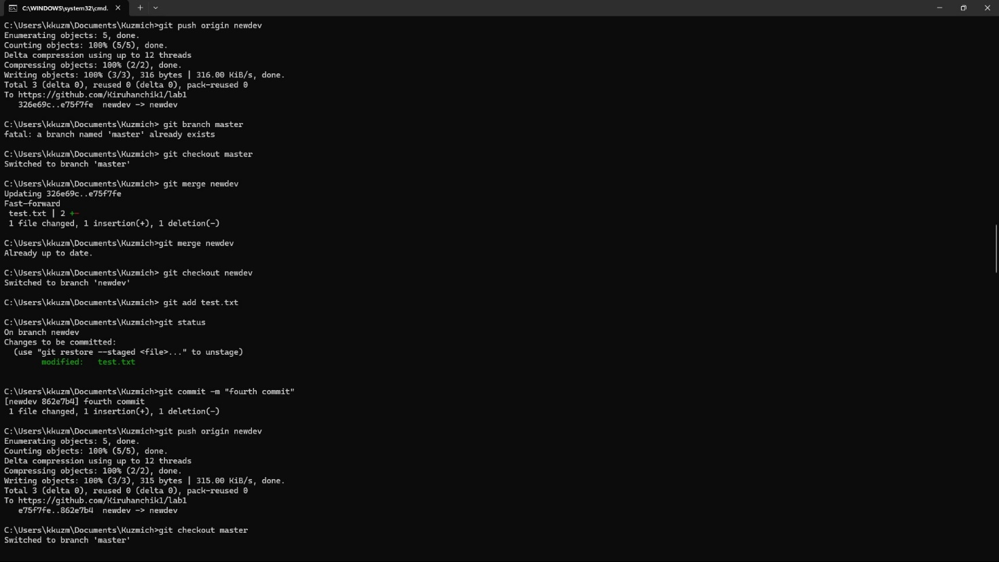 C:\WINDOWS\system32\cmd.
C:\Users\kkuzm\Documents\Kuzmich>git push origin newdev
Enumerating objects: 5, done.
Counting objects: 100% (5/5), done.
Delta compression using up to 12 threads
Compressing objects: 100% (2/2), done.
Writing objects: 100% (3/3), 316 bytes | 316.00 KiB/s, done.
Total 3 (delta 0), reused 0 (delta 0), pack-reused 0
To https://github.com/Kiruhanchik1/lab1
   326e69c..e75f7fe  newdev -> newdev
C:\Users\kkuzm\Documents\Kuzmich> git branch master
fatal: a branch named 'master' already exists
C:\Users\kkuzm\Documents\Kuzmich> git checkout master
Switched to branch 'master'
C:\Users\kkuzm\Documents\Kuzmich> git merge newdev
Updating 326e69c..e75f7fe
Fast-forward
 test.txt | 2 +-
 1 file changed, 1 insertion(+), 1 deletion(-)
C:\Users\kkuzm\Documents\Kuzmich>git merge newdev
Already up to date.
C:\Users\kkuzm\Documents\Kuzmich> git checkout newdev
Switched to branch 'newdev'
C:\Users\kkuzm\Documents\Kuzmich> git add test.txt
C:\Users\kkuzm\Documents\Kuzmich>git status
On branch newdev
Changes to be committed:
  (use "git restore --staged <file>..." to unstage)
        modified:   test.txt
C:\Users\kkuzm\Documents\Kuzmich>git commit -m "fourth commit"
[newdev 862e7b4] fourth commit
 1 file changed, 1 insertion(+), 1 deletion(-)
C:\Users\kkuzm\Documents\Kuzmich>git push origin newdev
Enumerating objects: 5, done.
Counting objects: 100% (5/5), done.
Delta compression using up to 12 threads
Compressing objects: 100% (2/2), done.
Writing objects: 100% (3/3), 315 bytes | 315.00 KiB/s, done.
Total 3 (delta 0), reused 0 (delta 0), pack-reused 0
To https://github.com/Kiruhanchik1/lab1
   e75f7fe..862e7b4  newdev -> newdev
C:\Users\kkuzm\Documents\Kuzmich>git checkout master
Switched to branch 'master'